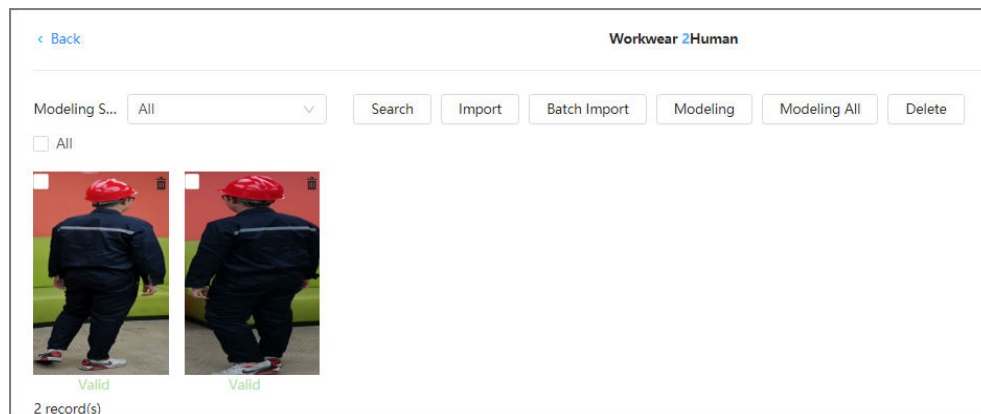 < Back
Workwear 2Human
Modeling S... All Search Import Batch Import Modeling Modeling All Delete
All
Valid Valid
2 record(s)